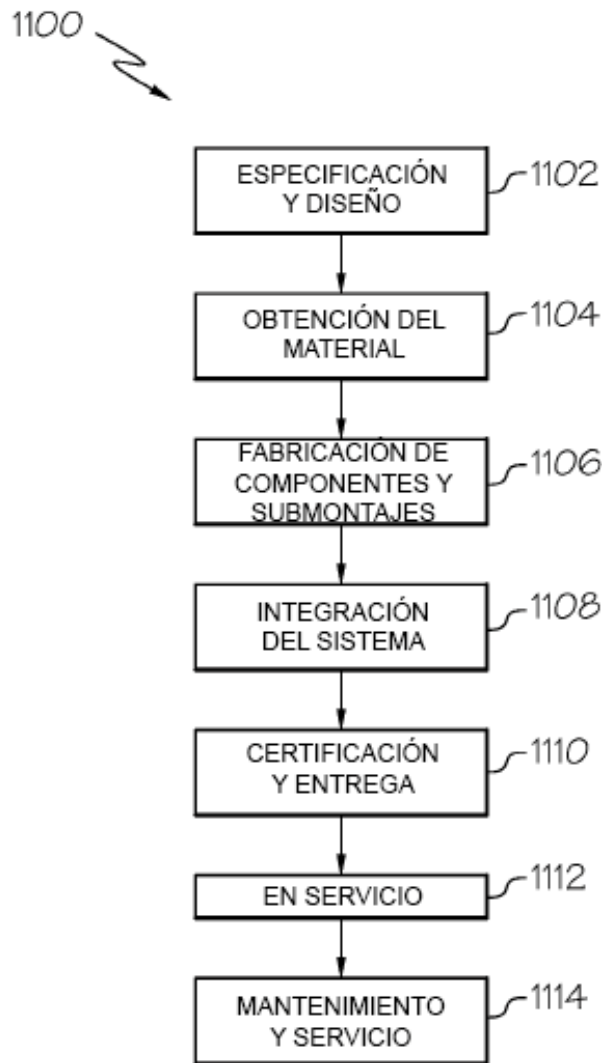 1100
ESPECIFICACIÓN
Y DISEÑO
1102
OBTENCIÓN DEL
MATERIAL
1104
FABRICACIÓN DE
COMPONENTES Y
SUBMONTAJES
1106
INTEGRACIÓN
DEL SISTEMA
1108
CERTIFICACIÓN
Y ENTREGA
1110
EN SERVICIO
1112
MANTENIMIENTO
Y SERVICIO
1114